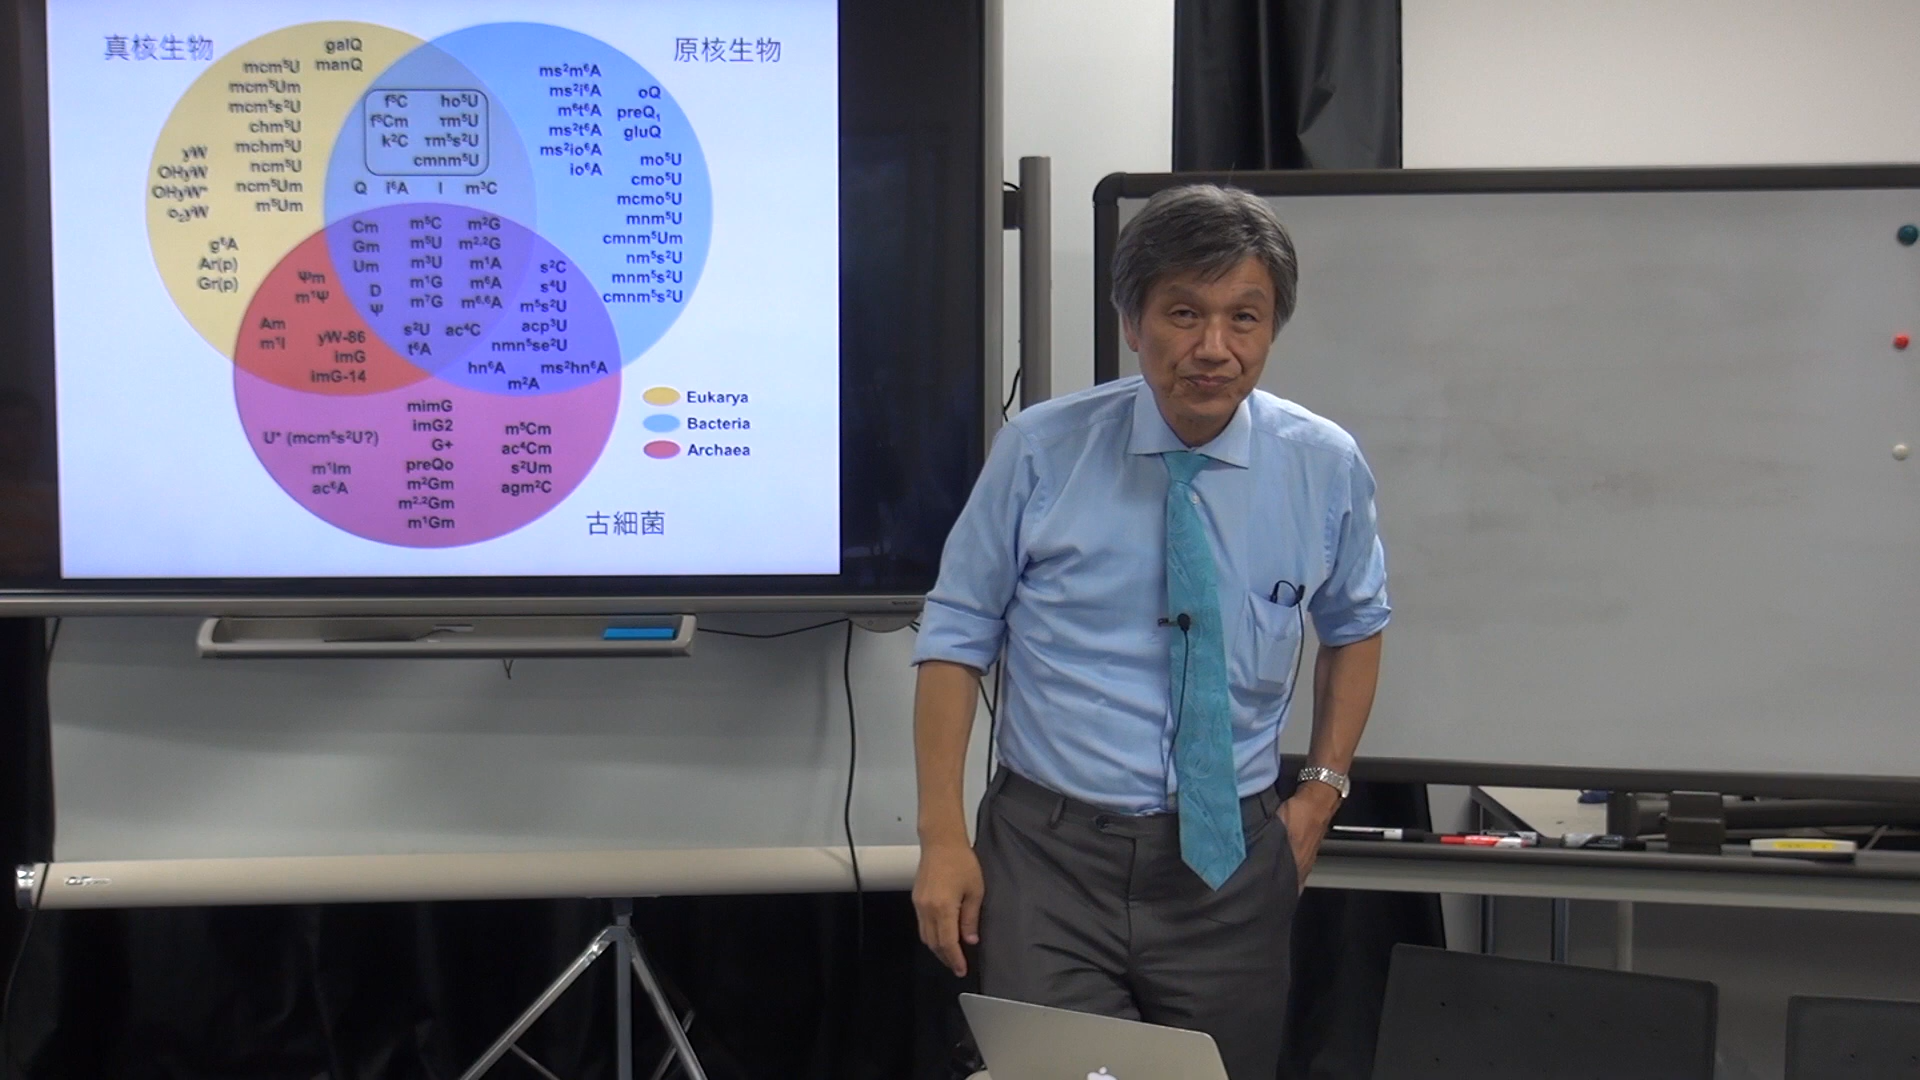 真核生物
galQ
manQ
mcm⁵U
mcm⁵Um
mcm⁵s²U
chm⁵U
mchm⁵U
ncm⁵U
ncm⁵Um
m⁵Um
yW
OHyW
OHyW*
o₂yW
g⁶A
Ar(p)
Gr(p)
原核生物
ms²m⁶A
ms²i⁶A
m⁶t⁶A
ms²t⁶A
ms²io⁶A
io⁶A
oQ
preQ₁
gluQ
mo⁵U
cmo⁵U
mcmo⁵U
mnm⁵U
cmnm⁵Um
nm⁵s²U
mnm⁵s²U
cmnm⁵s²U
f⁵C ho⁵U
f⁵Cm τm⁵U
k²C τm⁵s²U
cmnm⁵U
Q i⁶A I m³C
Cm m⁵C m²G
Gm m⁵U m²,²G
Um m³U m¹A
D m¹G m⁶A
Ψ m⁷G m⁶,⁶A
s²U ac⁴C
t⁶A
s²C
s⁴U
m⁵s²U
acp³U
nmn⁵se²U
hn⁶A ms²hn⁶A
m²A
Ψm
m¹Ψ
Am
m¹I
yW-86
imG
imG-14
mimG
imG2
G+
preQo
m²Gm
m²,²Gm
m¹Gm
U* (mcm⁵s²U?)
m¹Im
ac⁶A
m⁵Cm
ac⁴Cm
s²Um
agm²C
古細菌
Eukarya
Bacteria
Archaea